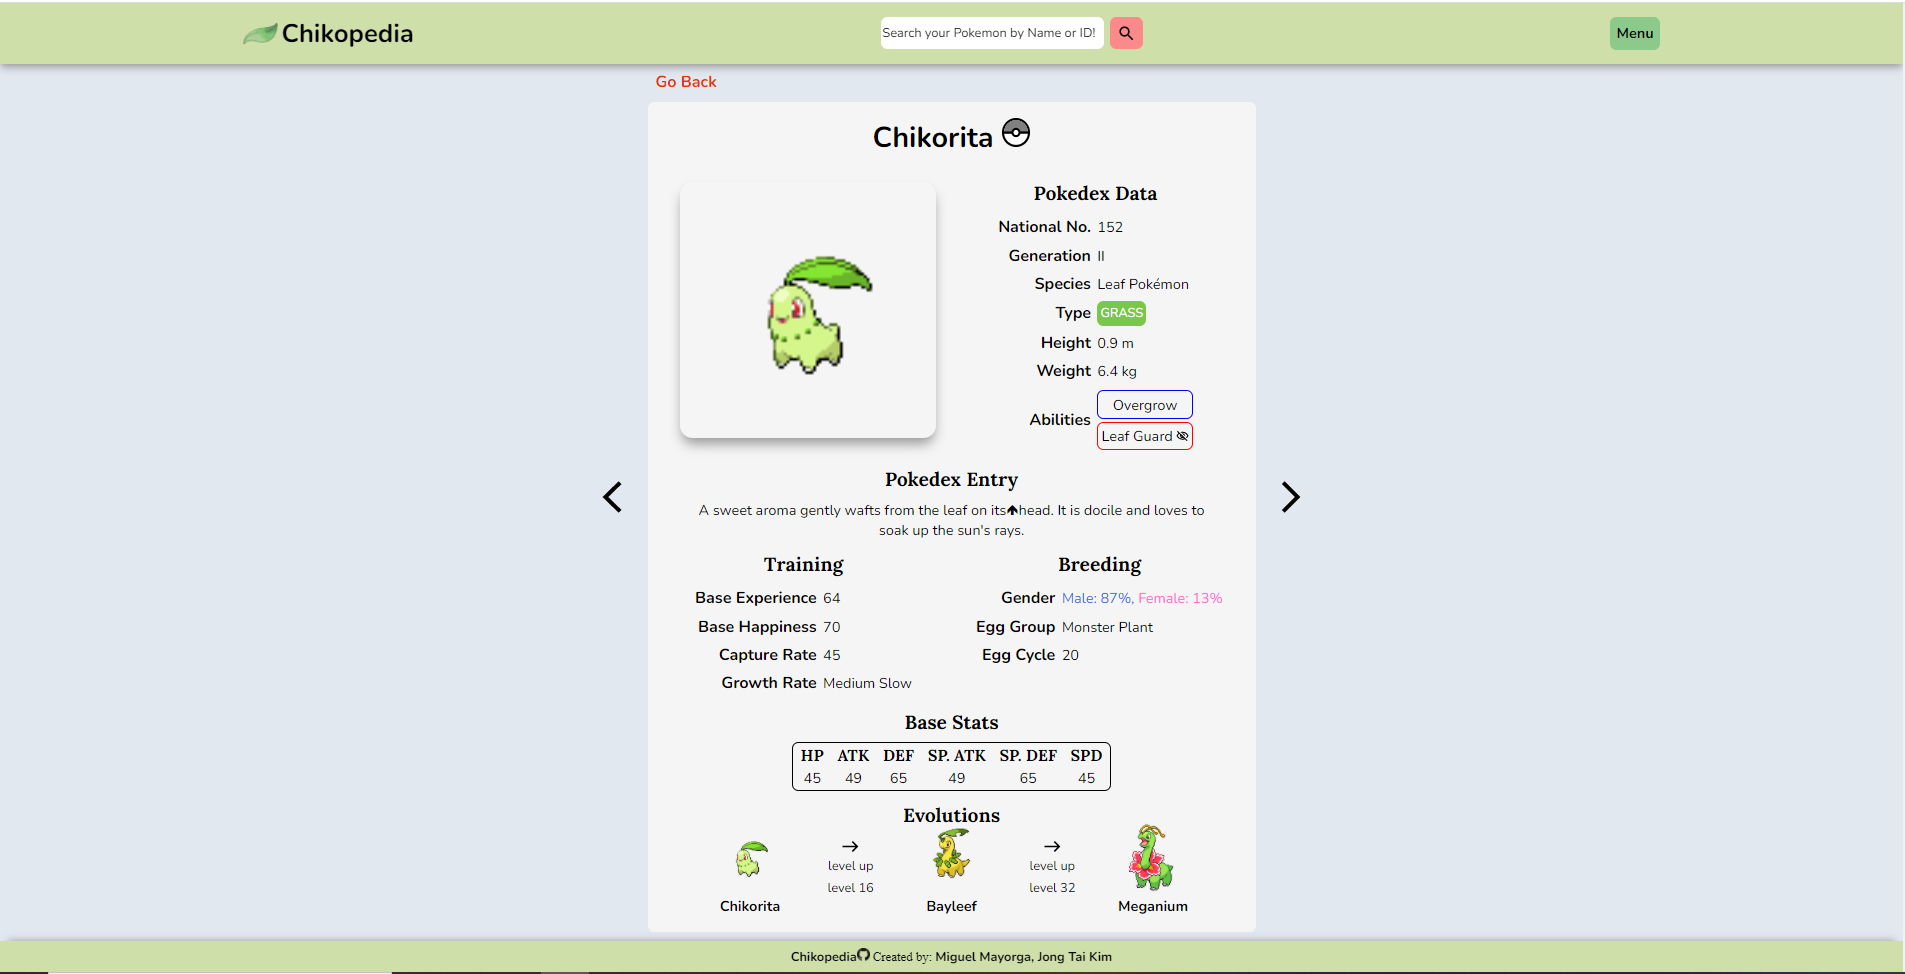 Chikopedia
Search your Pokemon by Name or ID!
Menu
Go Back
Chikorita
Pokedex Data
National No. 152
Generation II
Species Leaf Pokémon
Type GRASS
Height 0.9 m
Weight 6.4 kg
Abilities
Overgrow
Leaf Guard
Pokedex Entry
A sweet aroma gently wafts from the leaf on its head. It is docile and loves to
soak up the sun's rays.
Training
Base Experience 64
Base Happiness 70
Capture Rate 45
Growth Rate Medium Slow
Breeding
Gender Male: 87%, Female: 13%
Egg Group Monster Plant
Egg Cycle 20
Base Stats
HP ATK DEF SP. ATK SP. DEF SPD
45 49 65 49 65 45
Evolutions
→ →
level up level up
level 16 level 32
Chikorita Bayleef Meganium
Chikopedia Created by: Miguel Mayorga, Jong Tai Kim